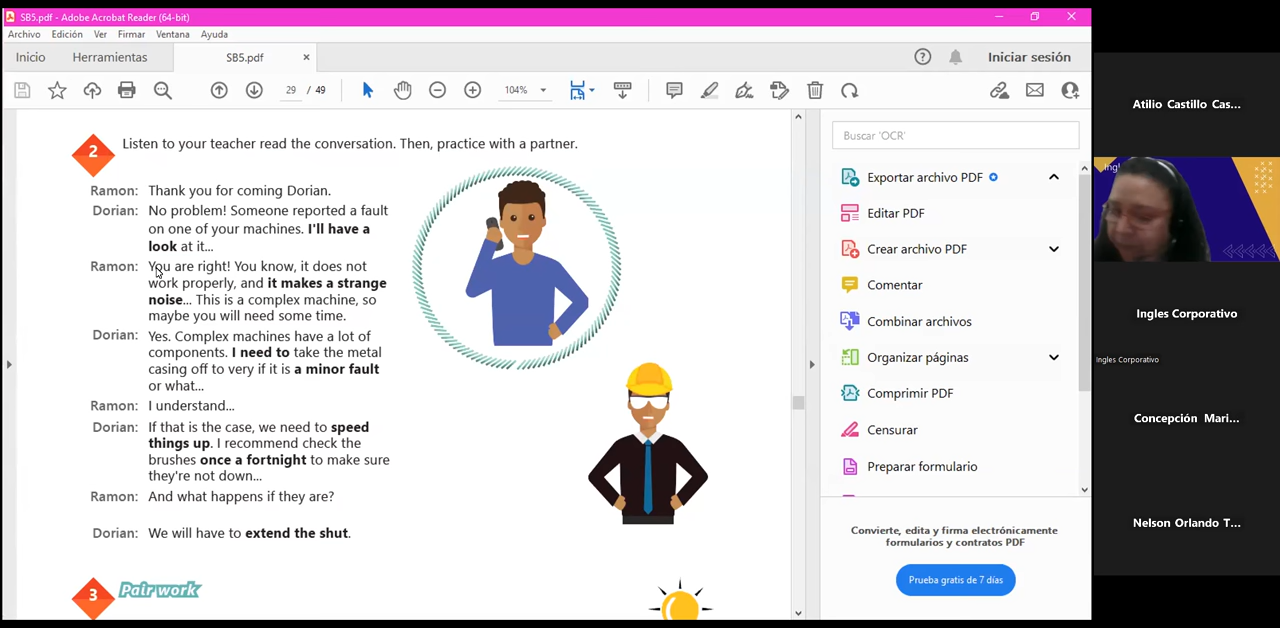 SB5.pdf - Adobe Acrobat Reader (64-bit)
Archivo Edición Ver Firmar Ventana Ayuda
Inicio Herramientas SB5.pdf × Iniciar sesión
29 / 49 104%
2 Listen to your teacher read the conversation. Then, practice with a partner.
Ramon: Thank you for coming Dorian.
Dorian: No problem! Someone reported a fault
on one of your machines. I'll have a
look at it...
Ramon: You are right! You know, it does not
work properly, and it makes a strange
noise... This is a complex machine, so
maybe you will need some time.
Dorian: Yes. Complex machines have a lot of
components. I need to take the metal
casing off to very if it is a minor fault
or what...
Ramon: I understand...
Dorian: If that is the case, we need to speed
things up. I recommend check the
brushes once a fortnight to make sure
they're not down...
Ramon: And what happens if they are?
Dorian: We will have to extend the shut.
3 Pair work
Buscar 'OCR'
Exportar archivo PDF
Editar PDF
Crear archivo PDF
Comentar
Combinar archivos
Organizar páginas
Comprimir PDF
Censurar
Preparar formulario
Convierte, edita y firma electrónicamente
formularios y contratos PDF
Prueba gratis de 7 días
Atilio Castillo Cas...
Ingl
Ingles Corporativo
Ingles Corporativo
Concepción Mari...
Nelson Orlando T...